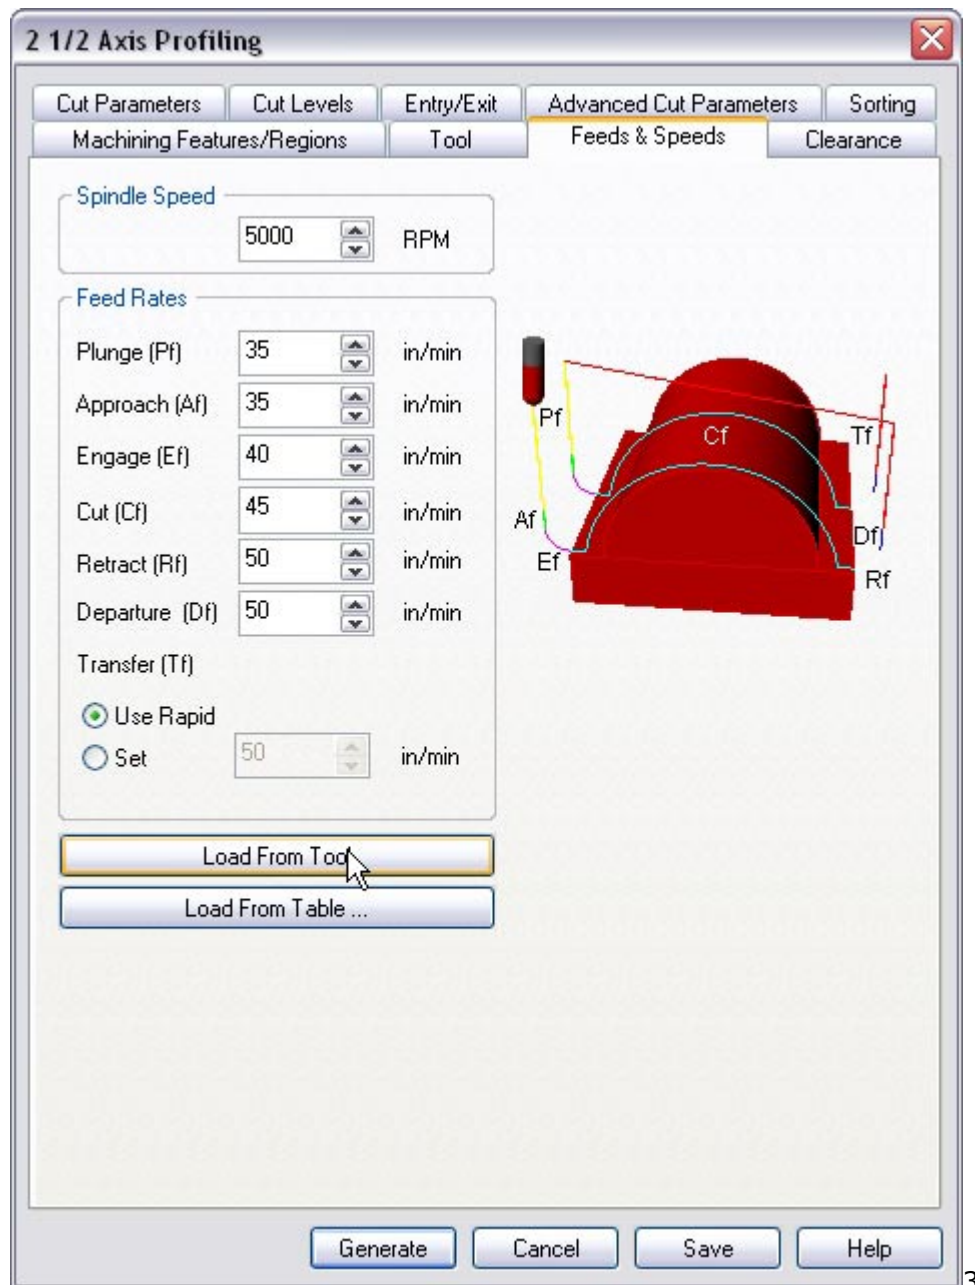 2 1/2 Axis Profiling
Cut Parameters Cut Levels Entry/Exit Advanced Cut Parameters Sorting
Machining Features/Regions Tool Feeds & Speeds Clearance
Spindle Speed
5000 RPM
Feed Rates
Plunge (Pf) 35 in/min
Approach (Af) 35 in/min
Engage (Ef) 40 in/min
Cut (Cf) 45 in/min
Retract (Rf) 50 in/min
Departure (Df) 50 in/min
Transfer (Tf)
Use Rapid
Set 50 in/min
Pf
Cf
Tf
Af
Df
Ef
Rf
Load From Tool
Load From Table ...
Generate Cancel Save Help
3